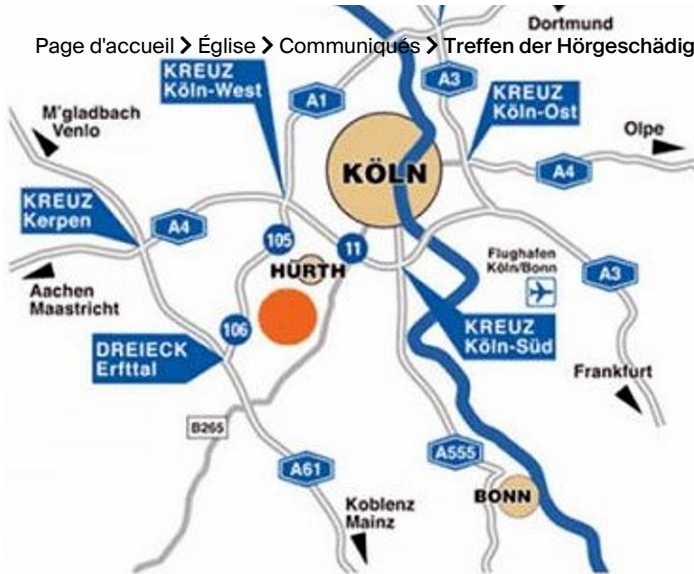 Dortmund
Page d'accueil > Église > Communiqués > Treffen der Hörgeschädig
KREUZ
Köln-West
A3
A1
KREUZ
Köln-Ost
M'gladbach
Venlo
Olpe
KÖLN
A4
KREUZ
Kerpen
A4
105
11
HÜRTH
Flughafen
Köln/Bonn
A3
Aachen
Maastricht
106
KREUZ
Köln-Süd
DREIECK
Erfttal
Frankfurt
B265
A555
A61
BONN
Koblenz
Mainz